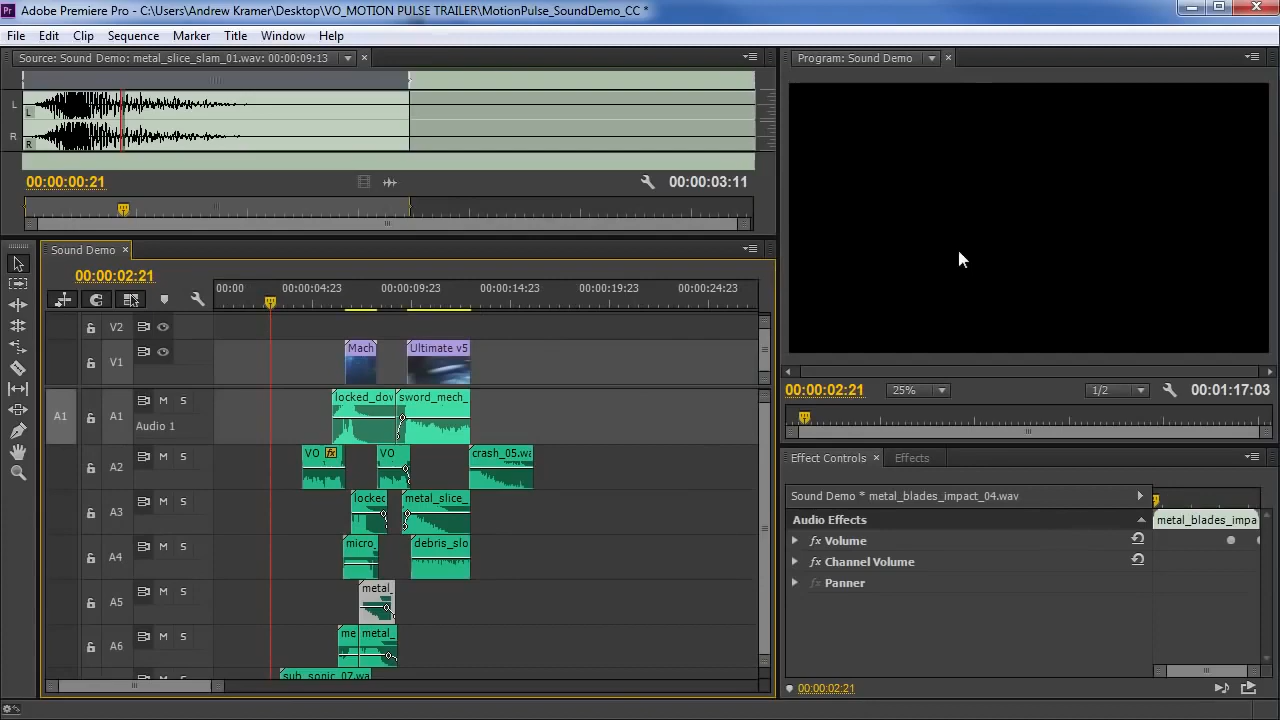 Adobe Premiere Pro - C:\Users\Andrew Kramer\Desktop\VO_MOTION PULSE TRAILER\MotionPulse_SoundDemo_CC *
File Edit Clip Sequence Marker Title Window Help
Source: Sound Demo: metal_slice_slam_01.wav: 00:00:09:13
Program: Sound Demo
L
L
R
R
00:00:00:21
00:00:03:11
Sound Demo
00:00:02:21
00:00 00:00:04:23 00:00:09:23 00:00:14:23 00:00:19:23 00:00:24:23
V2
V1
Mach
Ultimate v5
A1
A1 M S
Audio 1
locked_dov
sword_mech_
A2 M S
VO fx
VO
crash_05.wa
A3 M S
locked
metal_slice_
A4 M S
micro_
debris_slo
A5 M S
metal_
A6 M S
me
metal_
sub_sonic_07.wa
00:00:02:21
25%
1/2
00:01:17:03
Effect Controls
Effects
Sound Demo * metal_blades_impact_04.wav
Audio Effects
metal_blades_impa
fx Volume
fx Channel Volume
fx Panner
00:00:02:21